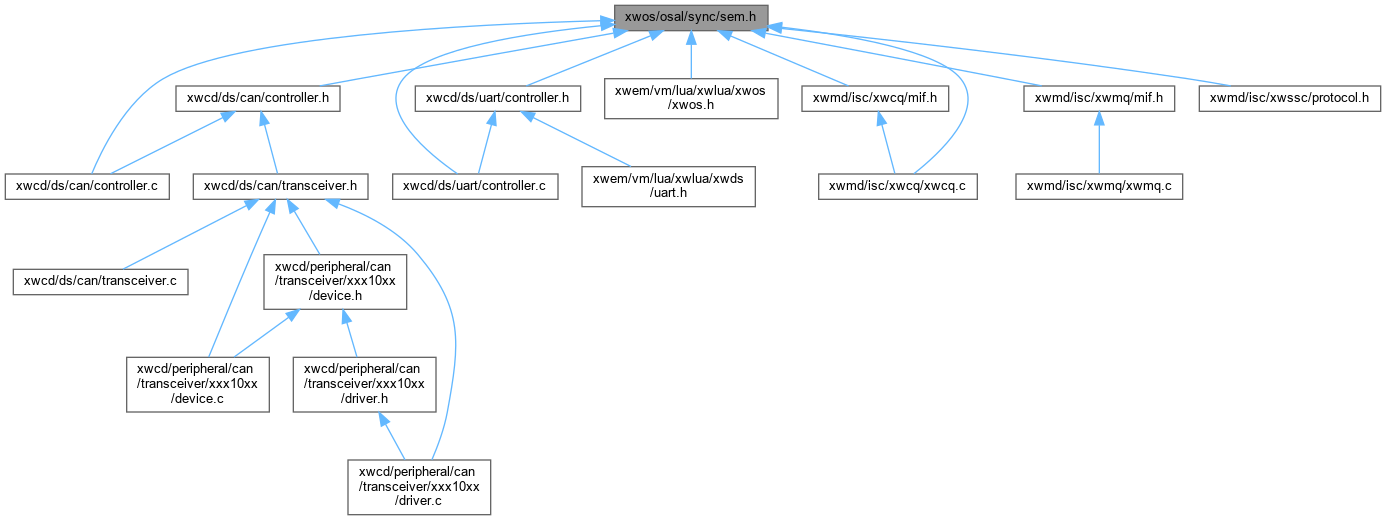 xwos/osal/sync/sem.h
xwcd/ds/can/controller.h
xwcd/ds/uart/controller.h
xwem/vm/lua/xwlua/xwos
/xwos.h
xwmd/isc/xwcq/mif.h
xwmd/isc/xwmq/mif.h
xwmd/isc/xwssc/protocol.h
xwcd/ds/can/controller.c
xwcd/ds/can/transceiver.h
xwcd/ds/uart/controller.c
xwem/vm/lua/xwlua/xwds
/uart.h
xwmd/isc/xwcq/xwcq.c
xwmd/isc/xwmq/xwmq.c
xwcd/ds/can/transceiver.c
xwcd/peripheral/can
/transceiver/xxx10xx
/device.h
xwcd/peripheral/can
/transceiver/xxx10xx
/device.c
xwcd/peripheral/can
/transceiver/xxx10xx
/driver.h
xwcd/peripheral/can
/transceiver/xxx10xx
/driver.c